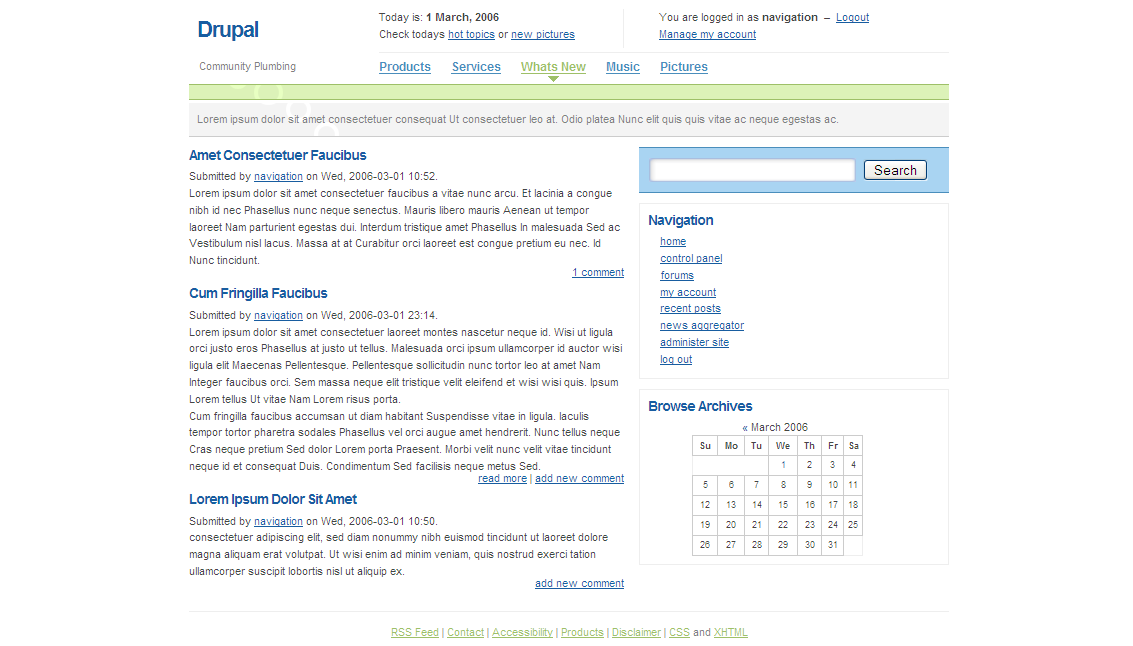 Drupal
Community Plumbing
Today is: 1 March, 2006
Check todays hot topics or new pictures
You are logged in as navigation – Logout
Manage my account
Products Services Whats New Music Pictures
Lorem ipsum dolor sit amet consectetuer consequat Ut consectetuer leo at. Odio platea Nunc elit quis quis vitae ac neque egestas ac.
Amet Consectetuer Faucibus
Submitted by navigation on Wed, 2006-03-01 10:52.
Lorem ipsum dolor sit amet consectetuer faucibus a vitae nunc arcu. Et lacinia a congue
nibh id nec Phasellus nunc neque senectus. Mauris libero mauris Aenean ut tempor
laoreet Nam parturient egestas dui. Interdum tristique amet Phasellus In malesuada Sed ac
Vestibulum nisl lacus. Massa at at Curabitur orci laoreet est congue pretium eu nec. Id
Nunc tincidunt.
1 comment
Cum Fringilla Faucibus
Submitted by navigation on Wed, 2006-03-01 23:14.
Lorem ipsum dolor sit amet consectetuer laoreet montes nascetur neque id. Wisi ut ligula
orci justo eros Phasellus at justo ut tellus. Malesuada orci ipsum ullamcorper id auctor wisi
ligula elit Maecenas Pellentesque. Pellentesque sollicitudin nunc tortor leo at amet Nam
Integer faucibus orci. Sem massa neque elit tristique velit eleifend et wisi wisi quis. Ipsum
Lorem tellus Ut vitae Nam Lorem risus porta.
Cum fringilla faucibus accumsan ut diam habitant Suspendisse vitae in ligula. Iaculis
tempor tortor pharetra sodales Phasellus vel orci augue amet hendrerit. Nunc tellus neque
Cras neque pretium Sed dolor Lorem porta Praesent. Morbi velit nunc velit vitae tincidunt
neque id et consequat Duis. Condimentum Sed facilisis neque metus Sed.
read more | add new comment
Lorem Ipsum Dolor Sit Amet
Submitted by navigation on Wed, 2006-03-01 10:50.
consectetuer adipiscing elit, sed diam nonummy nibh euismod tincidunt ut laoreet dolore
magna aliquam erat volutpat. Ut wisi enim ad minim veniam, quis nostrud exerci tation
ullamcorper suscipit lobortis nisl ut aliquip ex.
add new comment
Search
Navigation
home
control panel
forums
my account
recent posts
news aggregator
administer site
log out
Browse Archives
« March 2006
Su Mo Tu We Th Fr Sa
1 2 3 4
5 6 7 8 9 10 11
12 13 14 15 16 17 18
19 20 21 22 23 24 25
26 27 28 29 30 31
RSS Feed | Contact | Accessibility | Products | Disclaimer | CSS and XHTML